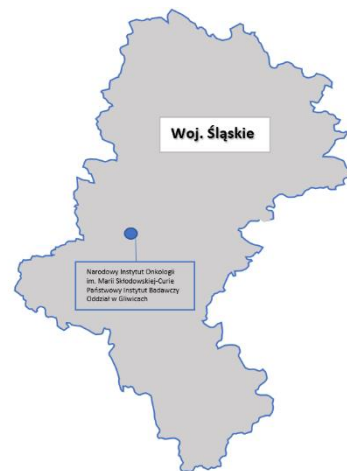 Woj. Śląskie
Narodowy Instytut Onkologii
im. Marii Skłodowskiej-Curie
Państwowy Instytut Badawczy
Oddział w Gliwicach